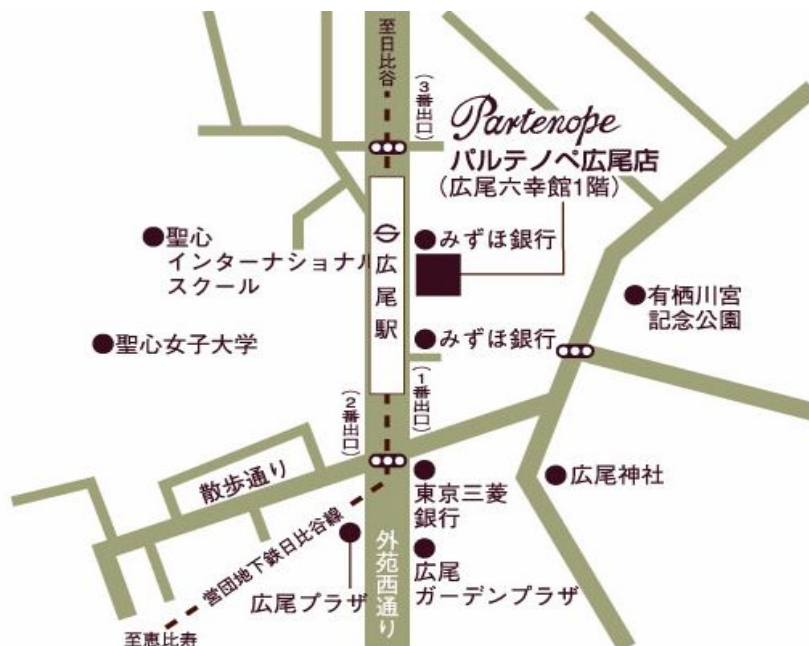 至日比谷
（3番出口）
Partenope
パルテノペ広尾店
（広尾六幸館1階）
みずほ銀行
聖心
インターナショナル
スクール
広尾駅
有栖川宮
記念公園
みずほ銀行
聖心女子大学
（1番出口）
（2番出口）
散歩通り
東京三菱
銀行
広尾神社
営団地下鉄日比谷線
外苑西通り
広尾
ガーデンプラザ
広尾プラザ
至恵比寿